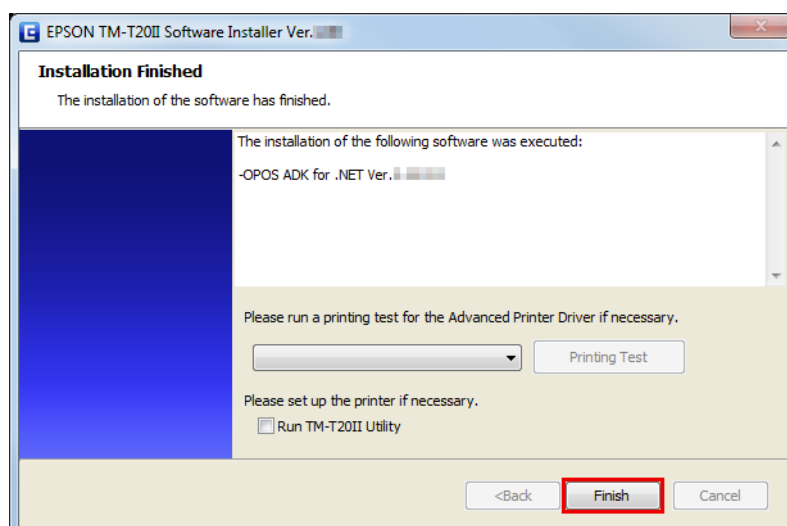 EPSON TM-T20II Software Installer Ver.
Installation Finished
The installation of the software has finished.
The installation of the following software was executed:
-OPOS ADK for .NET Ver.
Please run a printing test for the Advanced Printer Driver if necessary.
Printing Test
Please set up the printer if necessary.
Run TM-T20II Utility
<Back Finish Cancel